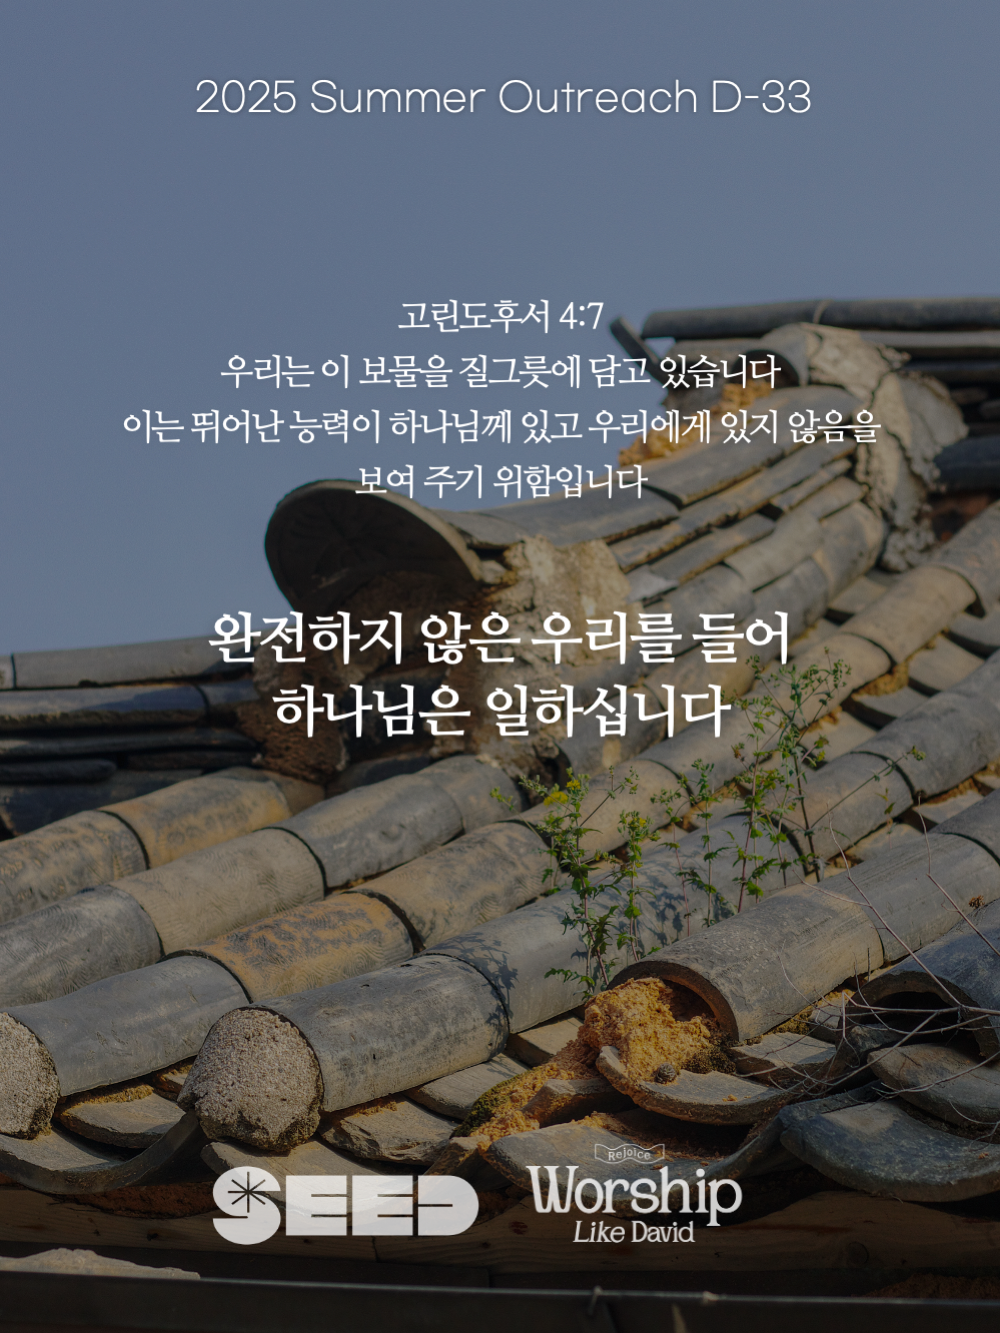 2025 Summer Outreach D-33
고린도후서 4:7
우리는 이 보물을 질그릇에 담고 있습니다
이는 뛰어난 능력이 하나님께 있고 우리에게 있지 않음을
보여 주기 위함입니다
완전하지 않은 우리를 들어
하나님은 일하십니다
SEED
Rejoice
Worship
Like David